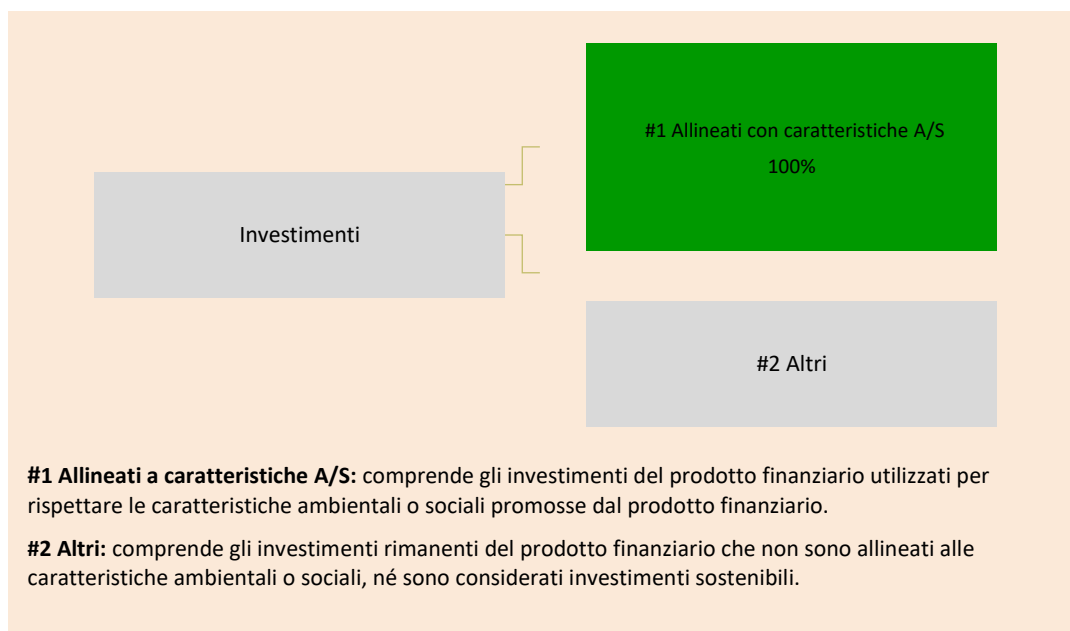 #1 Allineati con caratteristiche A/S
100%
Investimenti
#2 Altri
#1 Allineati a caratteristiche A/S: comprende gli investimenti del prodotto finanziario utilizzati per
rispettare le caratteristiche ambientali o sociali promosse dal prodotto finanziario.
#2 Altri: comprende gli investimenti rimanenti del prodotto finanziario che non sono allineati alle
caratteristiche ambientali o sociali, né sono considerati investimenti sostenibili.